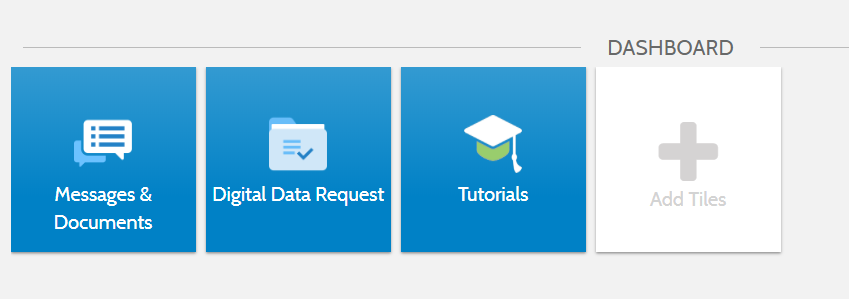 DASHBOARD
Messages &
Documents
Digital Data Request
Tutorials
Add Tiles